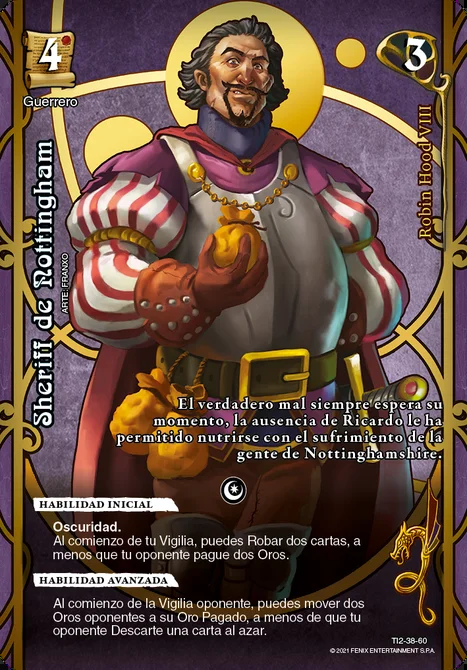 4
3
Guerrero
Robin Hood VIII
Sheriff de Nottingham
ARTE: FRANXO
El verdadero mal siempre espera su
momento, la ausencia de Ricardo le ha
permitido nutrirse con el sufrimiento de la
gente de Nottinghamshire.
HABILIDAD INICIAL
Oscuridad.
Al comienzo de tu Vigilia, puedes Robar dos cartas, a
menos que tu oponente pague dos Oros.
HABILIDAD AVANZADA
Al comienzo de la Vigilia oponente, puedes mover dos
Oros oponentes a su Oro Pagado, a menos de que tu
oponente Descarte una carta al azar.
TI2-38-60
© 2021 FENIX ENTERTAINMENT S.P.A.